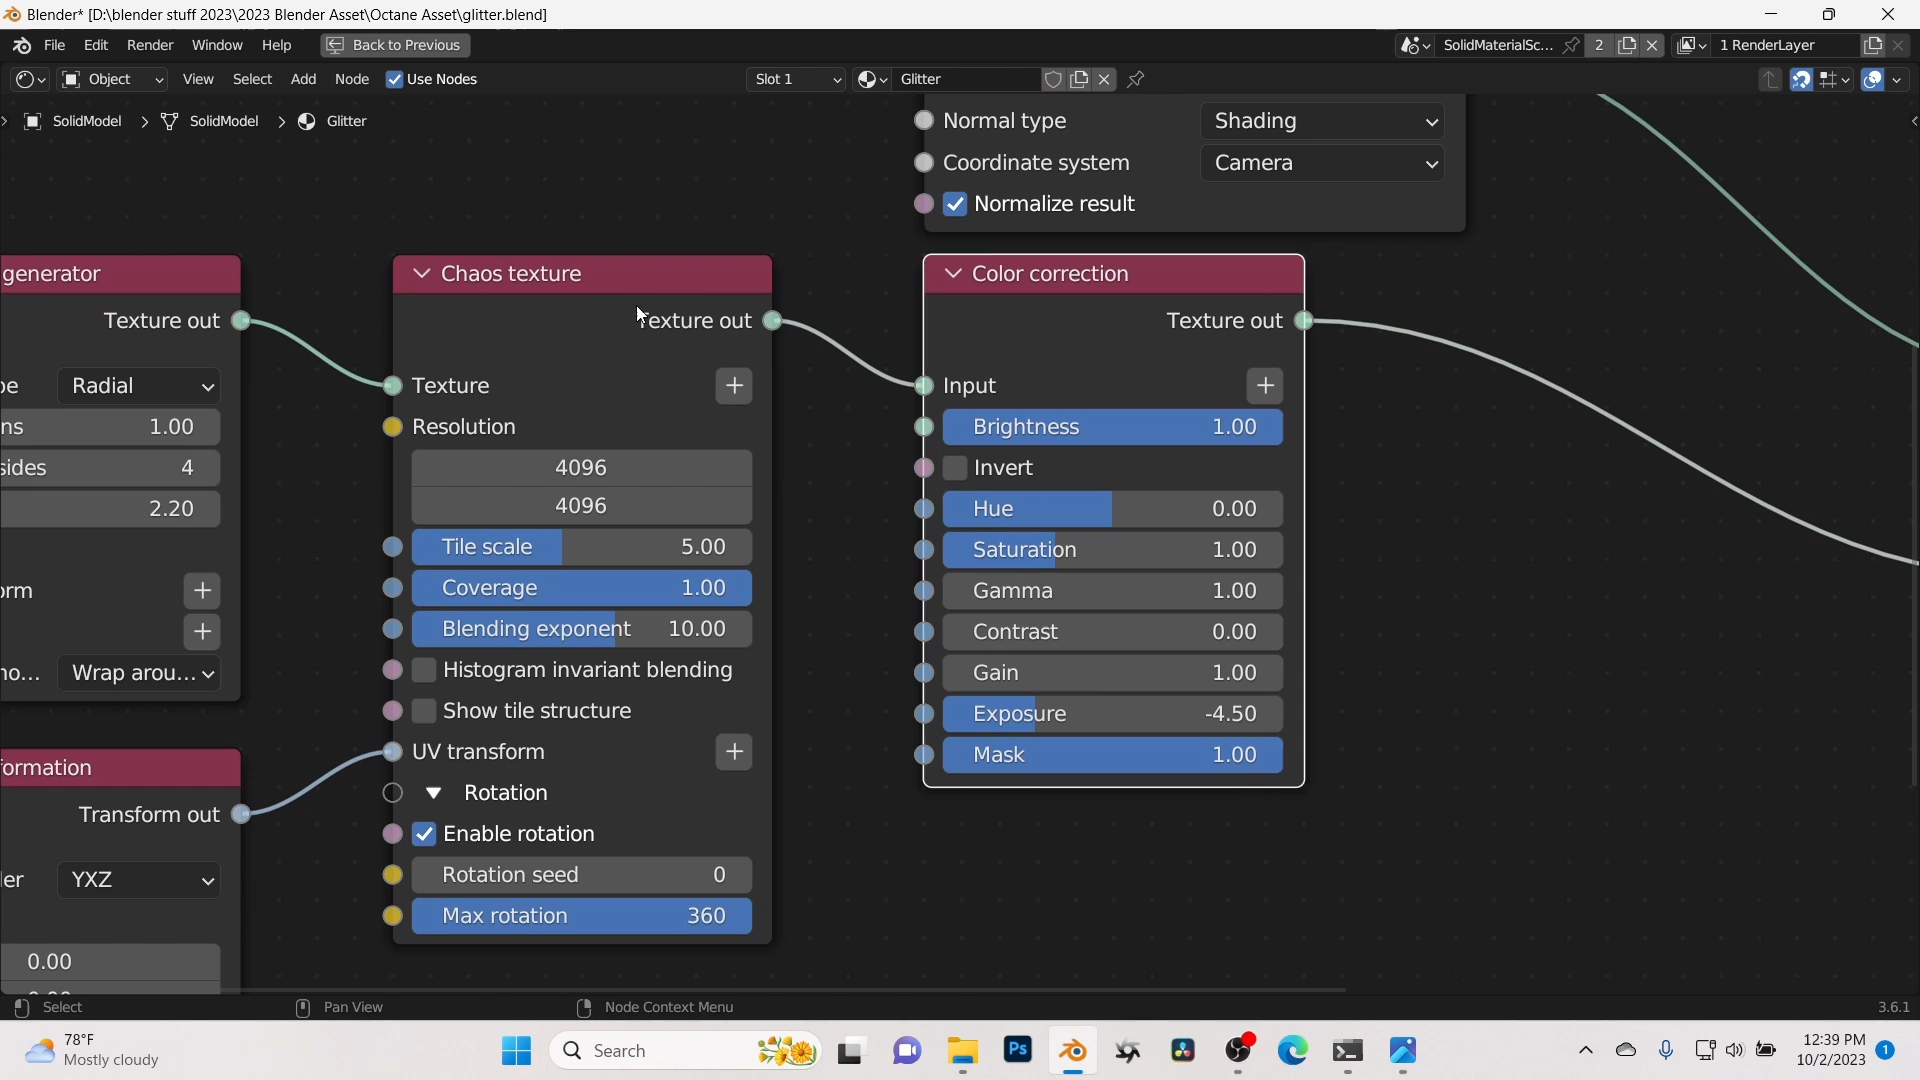 Blender* [D:\blender stuff 2023\2023 Blender Asset\Octane Asset\glitter.blend]
File Edit Render Window Help Back to Previous SolidMaterialSc... 2 1 RenderLayer
Object View Select Add Node Use Nodes Slot 1 Glitter
SolidModel SolidModel Glitter
Normal type Shading
Coordinate system Camera
Normalize result
generator
Texture out
Radial
1.00
sides 4
2.20
Wrap arou...
ormation
Transform out
YXZ
0.00
Chaos texture
Texture out
Texture
Resolution
4096
4096
Tile scale 5.00
Coverage 1.00
Blending exponent 10.00
Histogram invariant blending
Show tile structure
UV transform
Rotation
Enable rotation
Rotation seed 0
Max rotation 360
Color correction
Texture out
Input
Brightness 1.00
Invert
Hue 0.00
Saturation 1.00
Gamma 1.00
Contrast 0.00
Gain 1.00
Exposure -4.50
Mask 1.00
Select Pan View Node Context Menu 3.6.1
78°F
Mostly cloudy
Search
Ps
12:39 PM
10/2/2023
1